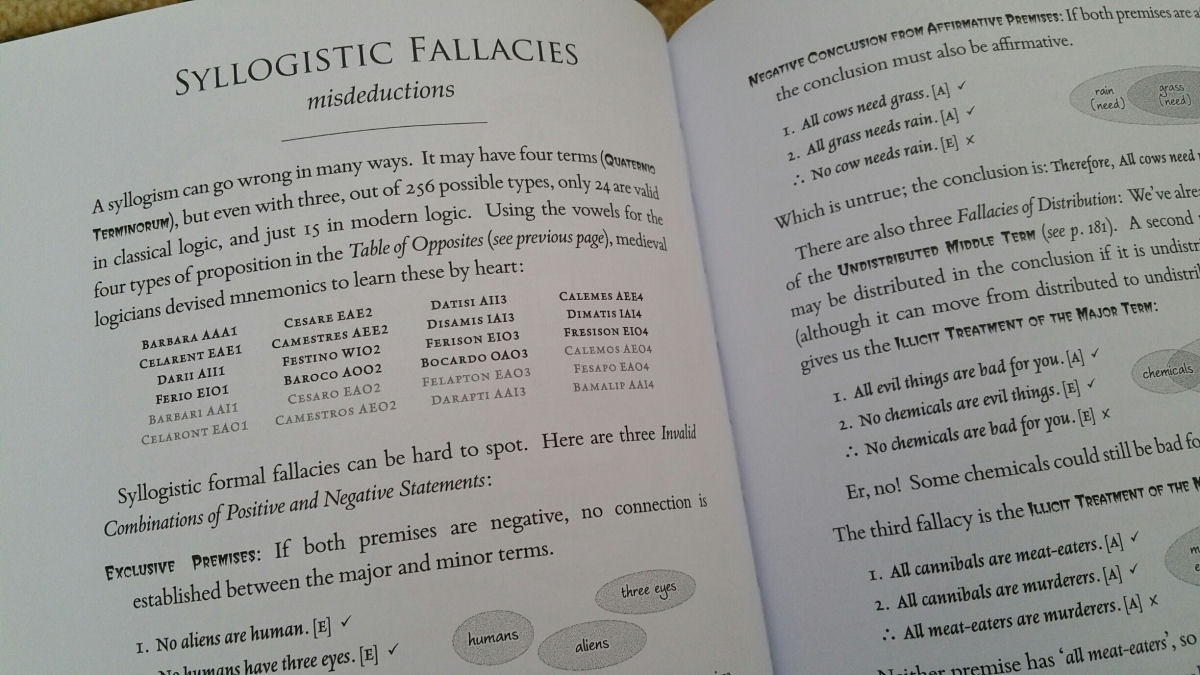 SYLLOGISTIC FALLACIES
misdeductions
A syllogism can go wrong in many ways. It may have four terms (QUATERNIO
TERMINORUM), but even with three, out of 256 possible types, only 24 are valid
in classical logic, and just 15 in modern logic. Using the vowels for the
four types of proposition in the Table of Opposites (see previous page), medieval
logicians devised mnemonics to learn these by heart:
BARBARA AAA1
CELARENT EAE1
DARII AII1
FERIO EIO1
BARBARI AAI1
CELARONT EAO1
CESARE EAE2
CAMESTRES AEE2
FESTINO WIO2
BAROCO AOO2
CESARO EAO2
CAMESTROS AEO2
DATISI AII3
DISAMIS IAI3
FERISON EIO3
BOCARDO OAO3
FELAPTON EAO3
DARAPTI AAI3
CALEMES AEE4
DIMATIS IAI4
FRESISON EIO4
CALEMOS AEO4
FESAPO EAO4
BAMALIP AAI4
Syllogistic formal fallacies can be hard to spot. Here are three Invalid
Combinations of Positive and Negative Statements:
EXCLUSIVE PREMISES: If both premises are negative, no connection is
established between the major and minor terms.
1. No aliens are human. [E] ✓
humans have three eyes. [E] ✓
humans
three eyes
aliens
NEGATIVE CONCLUSION FROM AFFIRMATIVE PREMISES: If both premises are
the conclusion must also be affirmative.
1. All cows need grass. [A] ✓
2. All grass needs rain. [A] ✓
∴ No cow needs rain. [E] ×
rain
(need)
grass
(need)
Which is untrue; the conclusion is: Therefore, All cows need
There are also three Fallacies of Distribution: We've
of the UNDISTRIBUTED MIDDLE TERM (see p. 181). A second
may be distributed in the conclusion if it is
(although it can move from distributed to
gives us the ILLICIT TREATMENT OF THE MAJOR TERM:
1. All evil things are bad for you. [A] ✓
2. No chemicals are evil things. [E] ✓
∴ No chemicals are bad for you. [E] ×
chemicals
Er, no! Some chemicals could still be bad
The third fallacy is the ILLICIT TREATMENT OF THE
1. All cannibals are meat-eaters. [A] ✓
2. All cannibals are murderers. [A] ✓
∴ All meat-eaters are murderers. [A] ×
Neither premise has 'all meat-eaters', so